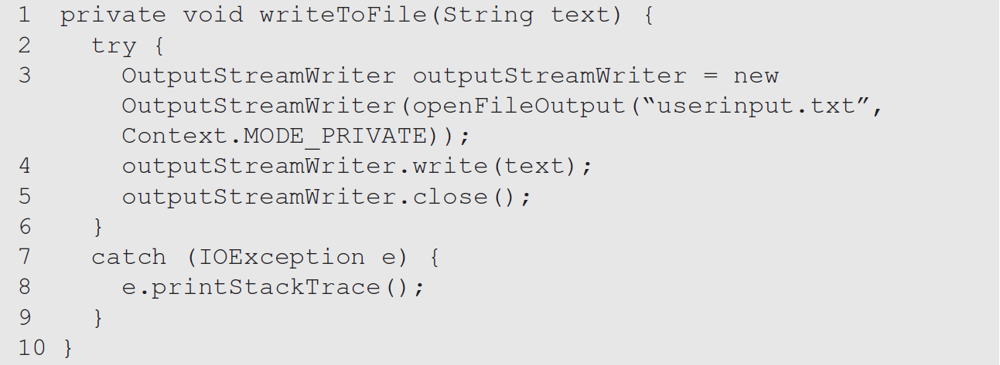 1 private void writeToFile(String text) {
2 try {
3 OutputStreamWriter outputStreamWriter = new
OutputStreamWriter(openFileOutput(“userinput.txt”,
Context.MODE_PRIVATE));
4 outputStreamWriter.write(text);
5 outputStreamWriter.close();
6 }
7 catch (IOException e) {
8 e.printStackTrace();
9 }
10 }